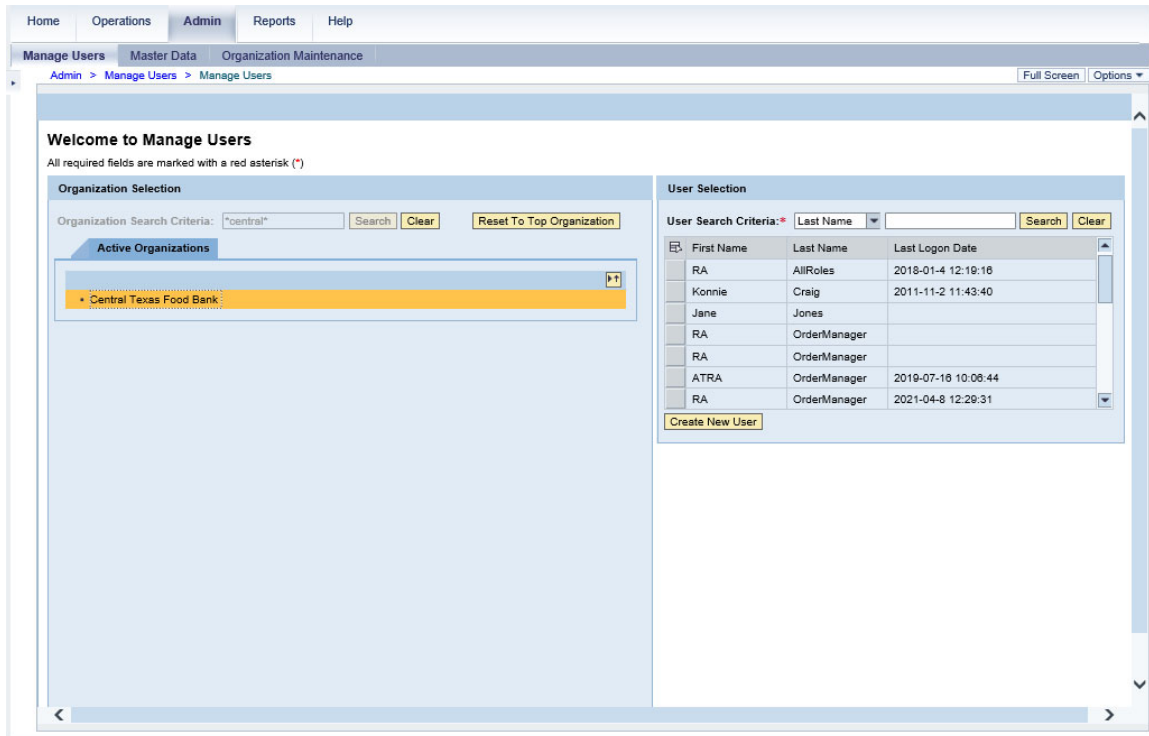 Home Operations Admin Reports Help
Manage Users Master Data Organization Maintenance
Admin > Manage Users > Manage Users
Full Screen Options
Welcome to Manage Users
All required fields are marked with a red asterisk (*)
Organization Selection
Organization Search Criteria: *central* Search Clear Reset To Top Organization
Active Organizations
• Central Texas Food Bank
User Selection
User Search Criteria:* Last Name Search Clear
First Name Last Name Last Logon Date
RA AllRoles 2018-01-4 12:19:16
Konnie Craig 2011-11-2 11:43:40
Jane Jones
RA OrderManager
RA OrderManager
ATRA OrderManager 2019-07-16 10:06:44
RA OrderManager 2021-04-8 12:29:31
Create New User